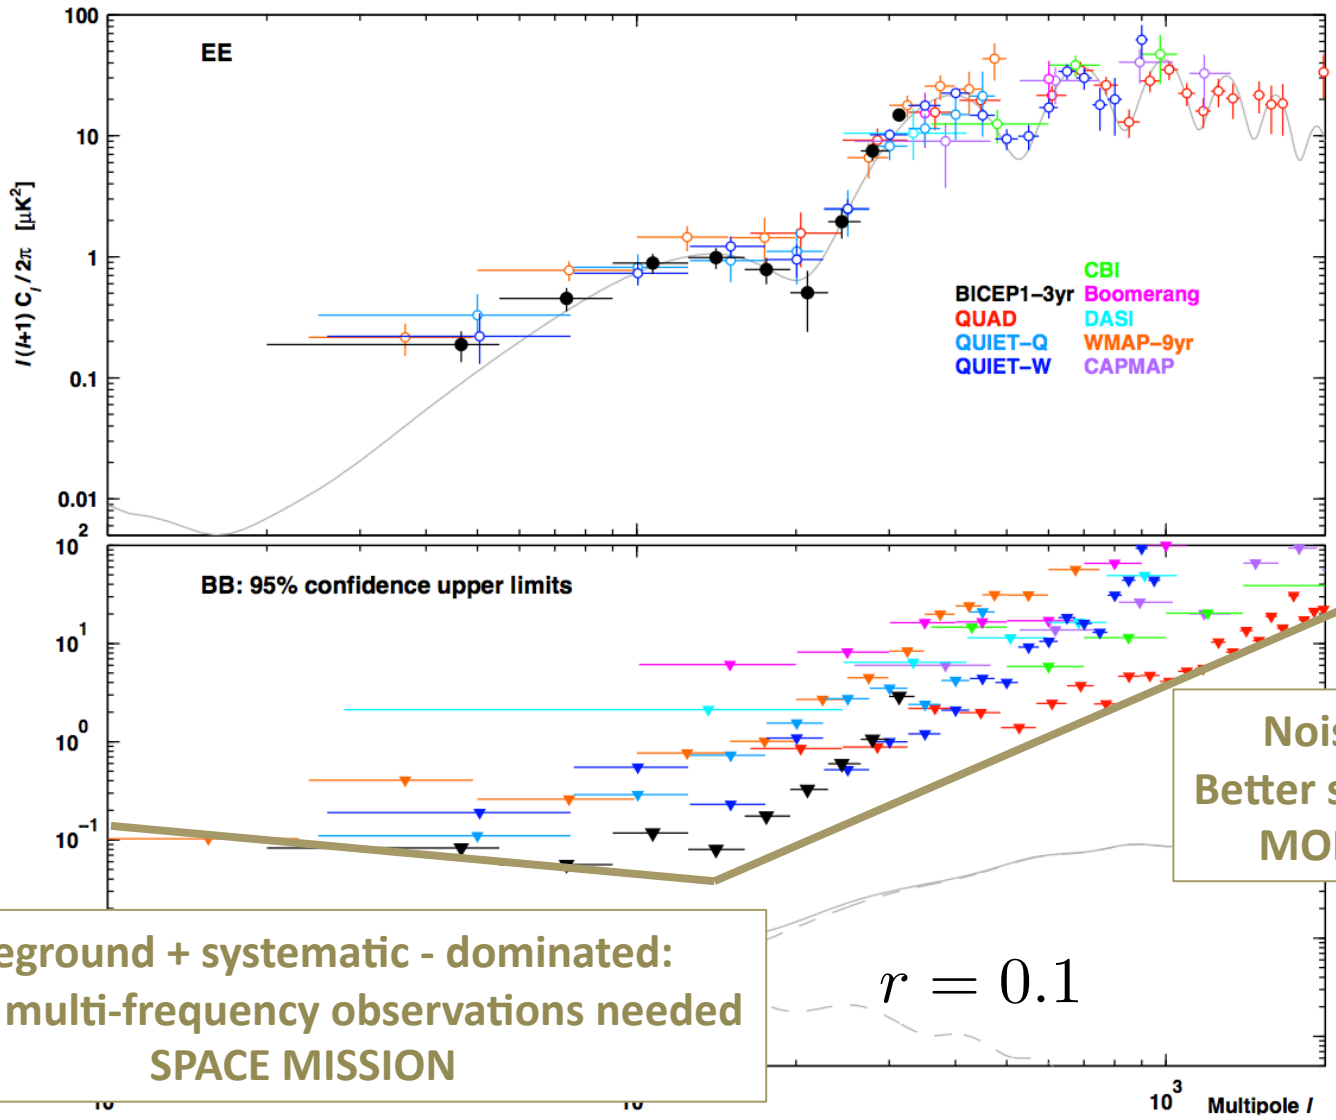 100
EE
10
1
0.1
0.01
l (l+1) C_l / 2π [μK²]
CBI
BICEP1−3yr Boomerang
QUAD DASI
QUIET−Q WMAP−9yr
QUIET−W CAPMAP
10²
BB: 95% confidence upper limits
10¹
10⁰
10⁻¹
Nois
Better s
MO
eground + systematic - dominated:
multi-frequency observations needed
SPACE MISSION
r = 0.1
10³
Multipole l